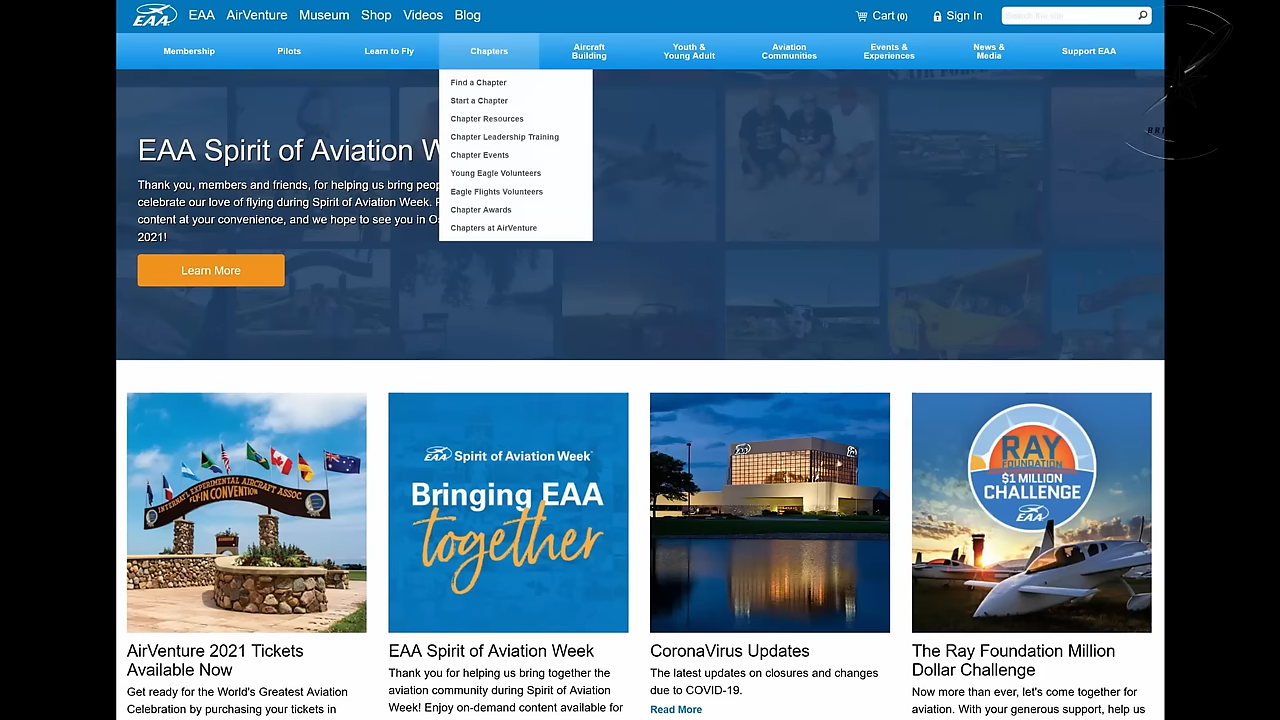 EAA
EAA AirVenture Museum Shop Videos Blog
Cart (0) Sign In
Membership
Pilots
Learn to Fly
Chapters
Aircraft
Building
Youth &
Young Adult
Aviation
Communities
Events &
Experiences
News &
Media
Support EAA
Find a Chapter
Start a Chapter
Chapter Resources
Chapter Leadership Training
Chapter Events
Young Eagle Volunteers
Eagle Flights Volunteers
Chapter Awards
Chapters at AirVenture
EAA Spirit of Aviation W
Thank you, members and friends, for helping us bring
celebrate our love of flying during Spirit of Aviation Week.
content at your convenience, and we hope to see you in
2021!
Learn More
INTERNAT'L EXPERIMENTAL AIRCRAFT ASSOC
FLY-IN CONVENTION
EAA Spirit of Aviation Week
Bringing EAA
together
RAY
FOUNDATION
$1 MILLION
CHALLENGE
EAA
AirVenture 2021 Tickets
Available Now
Get ready for the World's Greatest Aviation
Celebration by purchasing your tickets in
EAA Spirit of Aviation Week
Thank you for helping us bring together the
aviation community during Spirit of Aviation
Week! Enjoy on-demand content available for
CoronaVirus Updates
The latest updates on closures and changes
due to COVID-19.
Read More
The Ray Foundation Million
Dollar Challenge
Now more than ever, let's come together for
aviation. With your generous support, help us